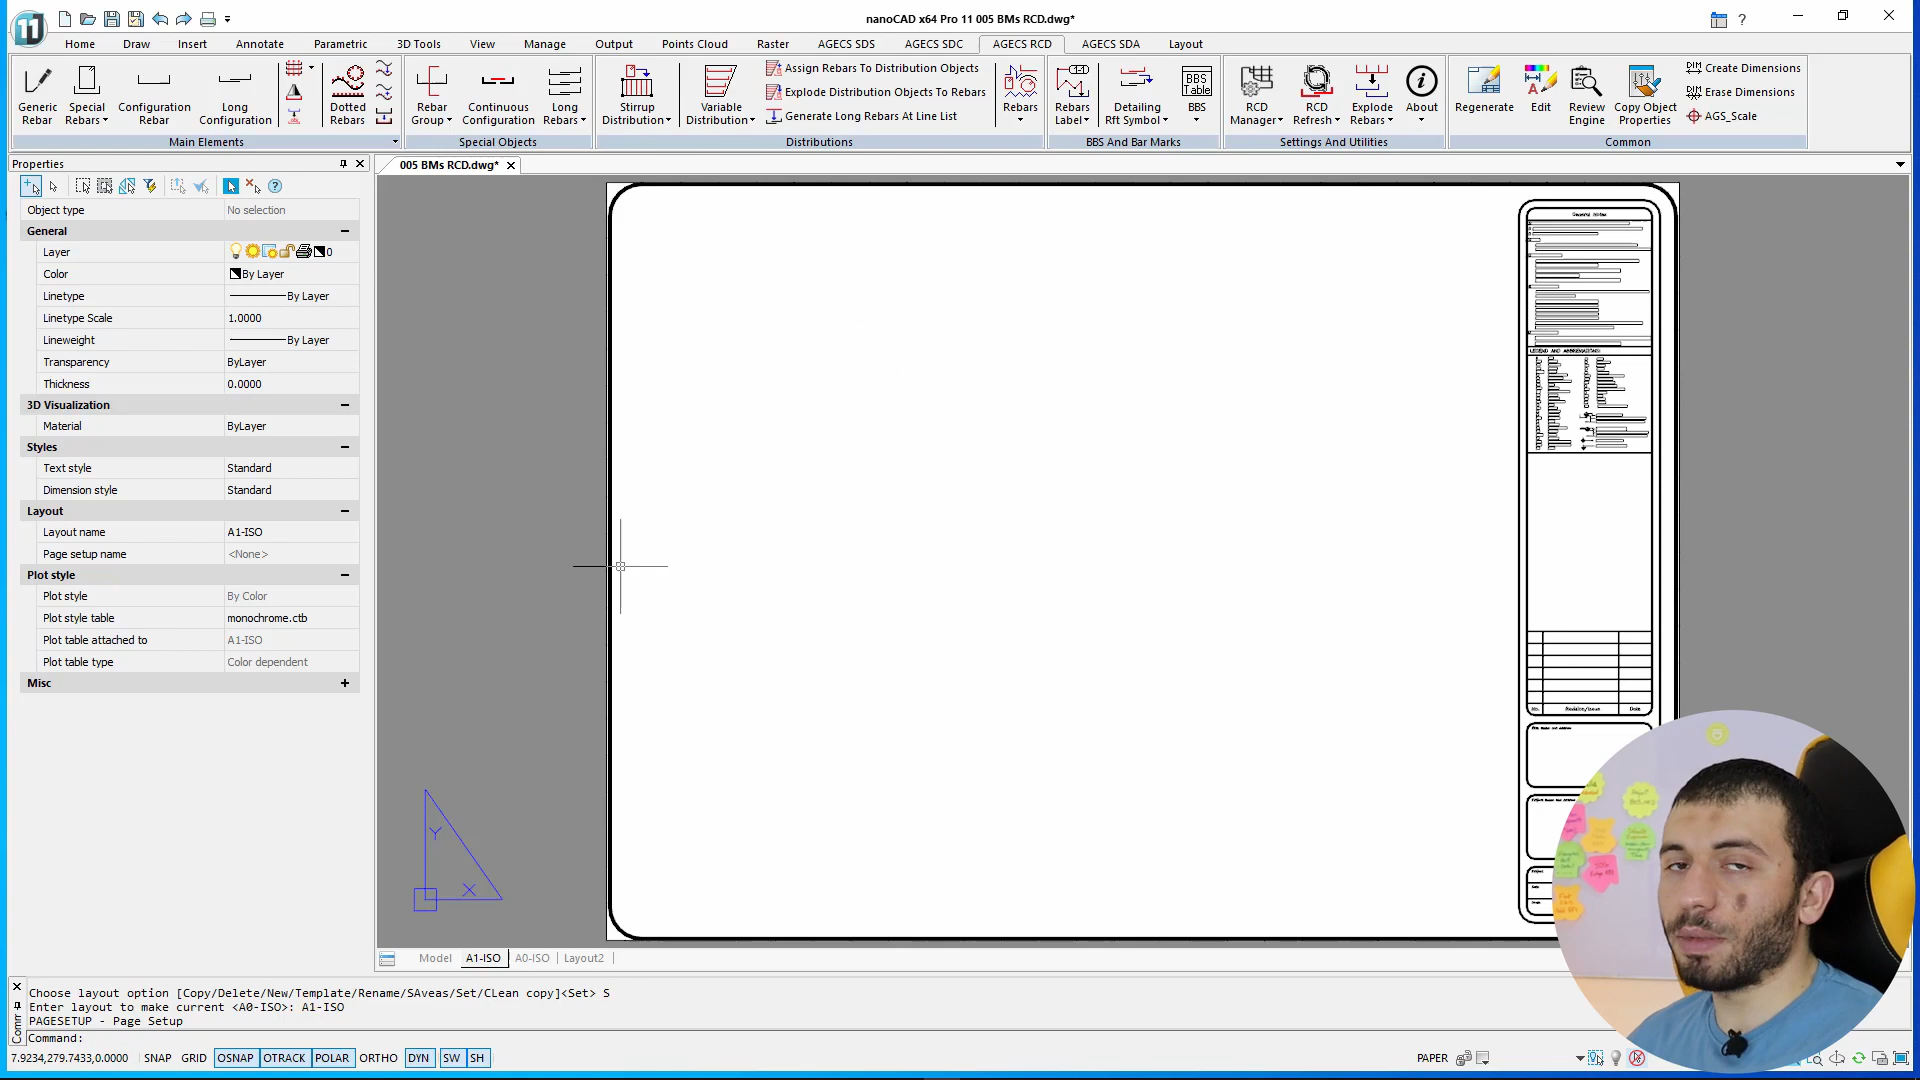 nanoCAD x64 Pro 11 005 BMs RCD.dwg*
Home Draw Insert Annotate Parametric 3D Tools View Manage Output Points Cloud Raster AGECS SDS AGECS SDC AGECS RCD AGECS SDA Layout
Generic Rebar
Special Rebars
Configuration Rebar
Long Configuration
Dotted Rebars
Main Elements
Rebar Group
Continuous Configuration
Long Rebars
Special Objects
Stirrup Distribution
Variable Distribution
Assign Rebars To Distribution Objects
Explode Distribution Objects To Rebars
Generate Long Rebars At Line List
Distributions
Rebars
Rebars Label
Detailing Rft Symbol
BBS Table
BBS
BBS And Bar Marks
RCD Manager
RCD Refresh
Explode Rebars
About
Settings And Utilities
Regenerate
Edit
Review Engine
Copy Object Properties
Create Dimensions
Erase Dimensions
AGS_Scale
Common
Properties
005 BMs RCD.dwg*
Object type No selection
General
Layer 0
Color By Layer
Linetype By Layer
Linetype Scale 1.0000
Lineweight By Layer
Transparency ByLayer
Thickness 0.0000
3D Visualization
Material ByLayer
Styles
Text style Standard
Dimension style Standard
Layout
Layout name A1-ISO
Page setup name <None>
Plot style
Plot style By Color
Plot style table monochrome.ctb
Plot table attached to A1-ISO
Plot table type Color dependent
Misc
General Notes
LEGEND AND ABBREVIATIONS
No. Revision/Issue Date
Y
X
Model A1-ISO A0-ISO Layout2
Choose layout option [Copy/Delete/New/Template/Rename/SAveas/Set/CLean copy]<Set> S
Enter layout to make current <A0-ISO>: A1-ISO
PAGESETUP - Page Setup
Command:
7.9234,279.7433,0.0000 SNAP GRID OSNAP OTRACK POLAR ORTHO DYN SW SH PAPER